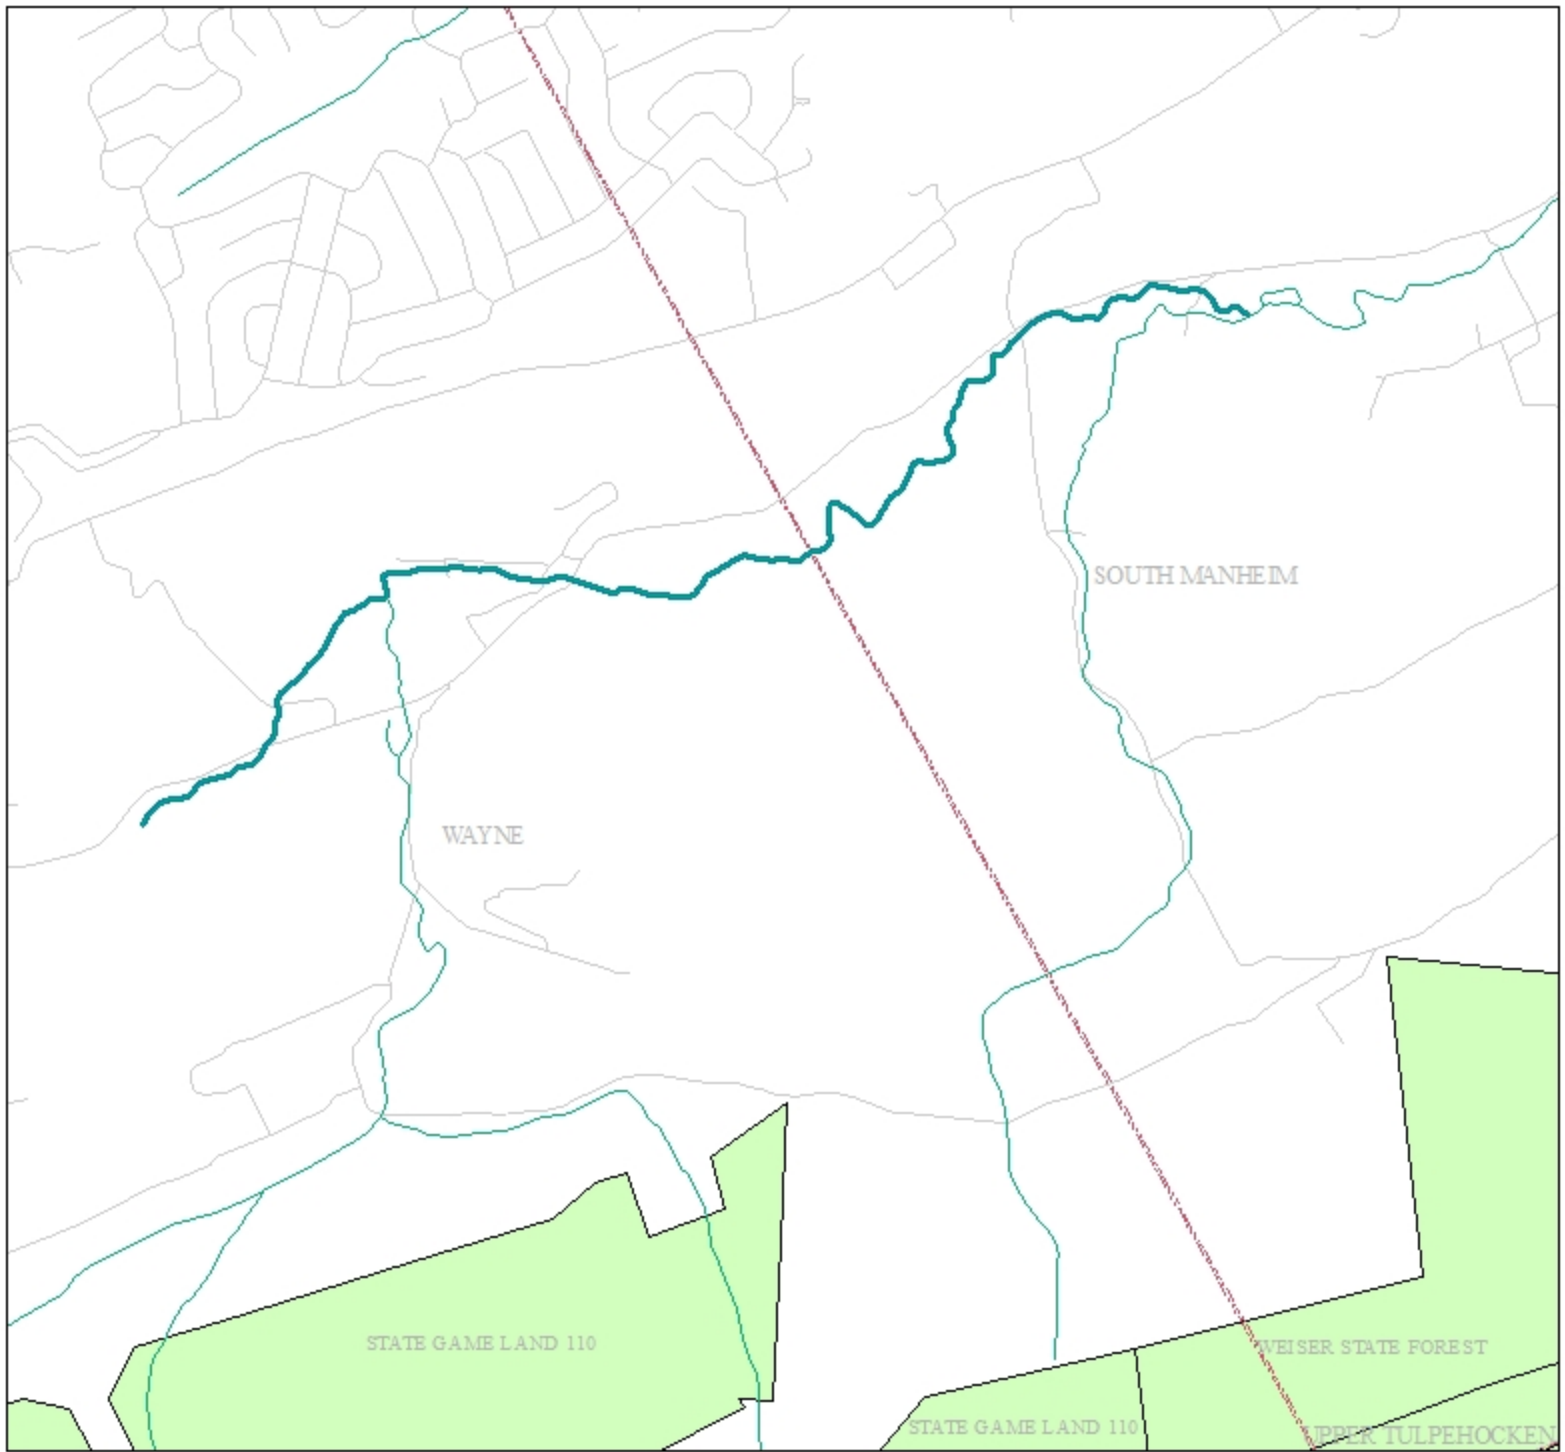 SOUTH MANHEIM
WAYNE
STATE GAME LAND 110
WEISER STATE FOREST
STATE GAME LAND 110
UPPER TULPEHOCKEN